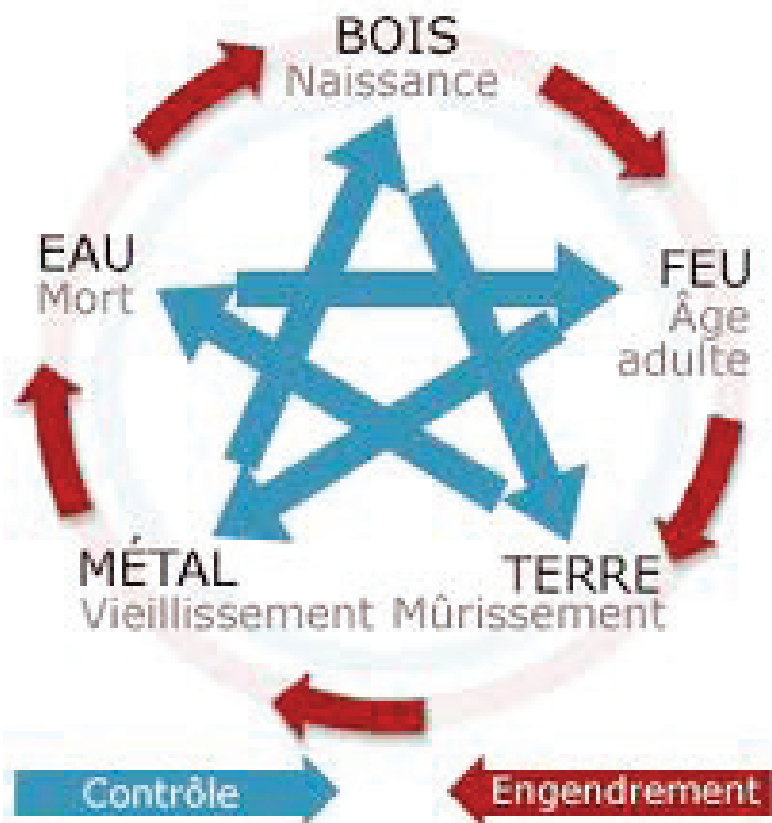 BOIS
Naissance
EAU
Mort
FEU
Âge
adulte
MÉTAL
Vieillissement
TERRE
Mûrissement
Contrôle
Engendrement